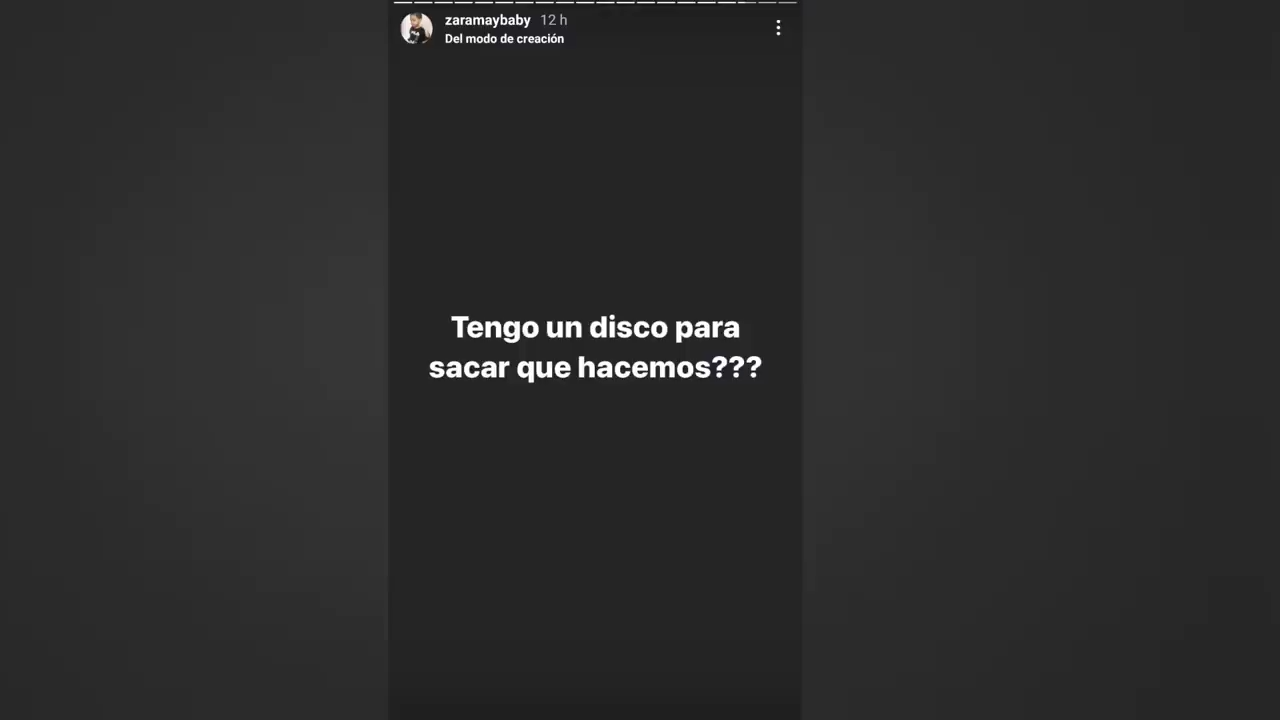 zaramaybaby 12 h
Del modo de creación
Tengo un disco para
sacar que hacemos???